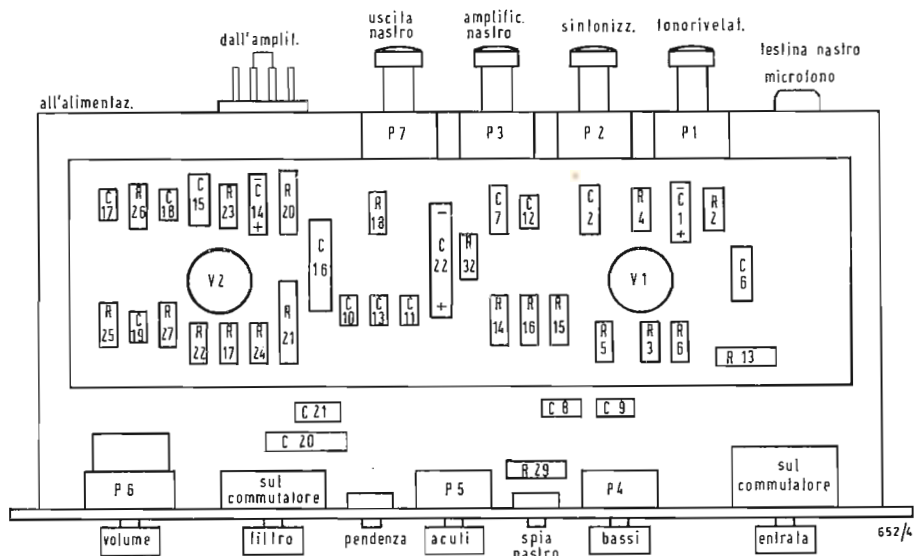 uscita
nastro
amplific.
nastro
sintonizz.
fonorivelat.
dall'amplif.
testina nastro
microfono
all'alimentaz.
P7
P3
P2
P1
C 17
R 26
C 18
C 15
R 23
− C 14 +
R 20
R 18
C 7
C 12
C 2
R 4
− C 1 +
R 2
C 16
− C 22 +
R 32
C 6
V2
V1
R 25
C 19
R 27
R 22
R 17
R 24
R 21
C 10
C 13
C 11
R 14
R 16
R 15
R 5
R 3
R 6
R 13
C 21
C 8
C 9
C 20
R 29
P6
sul
commutatore
P5
P4
sul
commutatore
volume
filtro
pendenza
acuti
spia
nastro
bassi
entrata
652/4